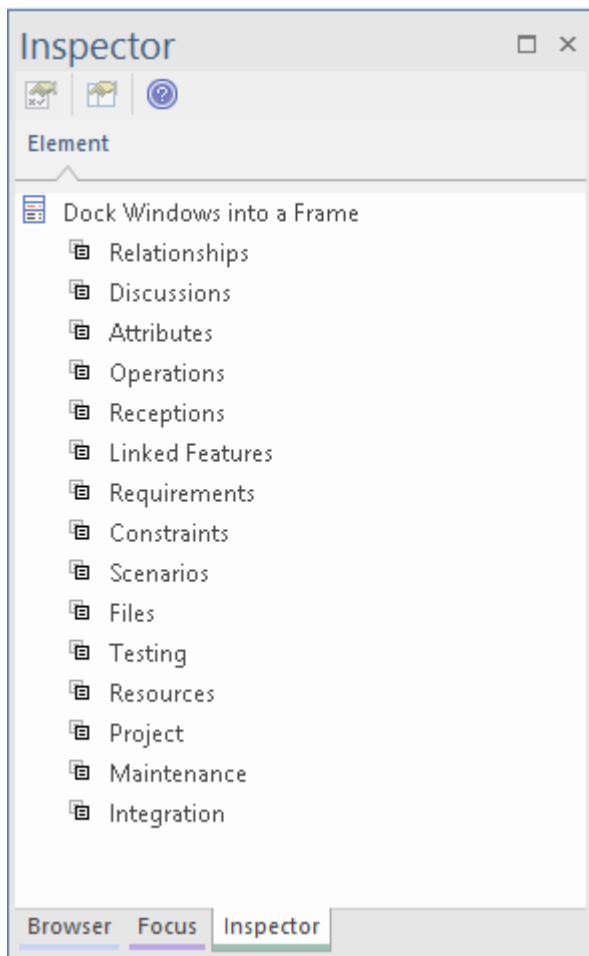 Inspector
Element
Dock Windows into a Frame
Relationships
Discussions
Attributes
Operations
Receptions
Linked Features
Requirements
Constraints
Scenarios
Files
Testing
Resources
Project
Maintenance
Integration
Browser Focus Inspector